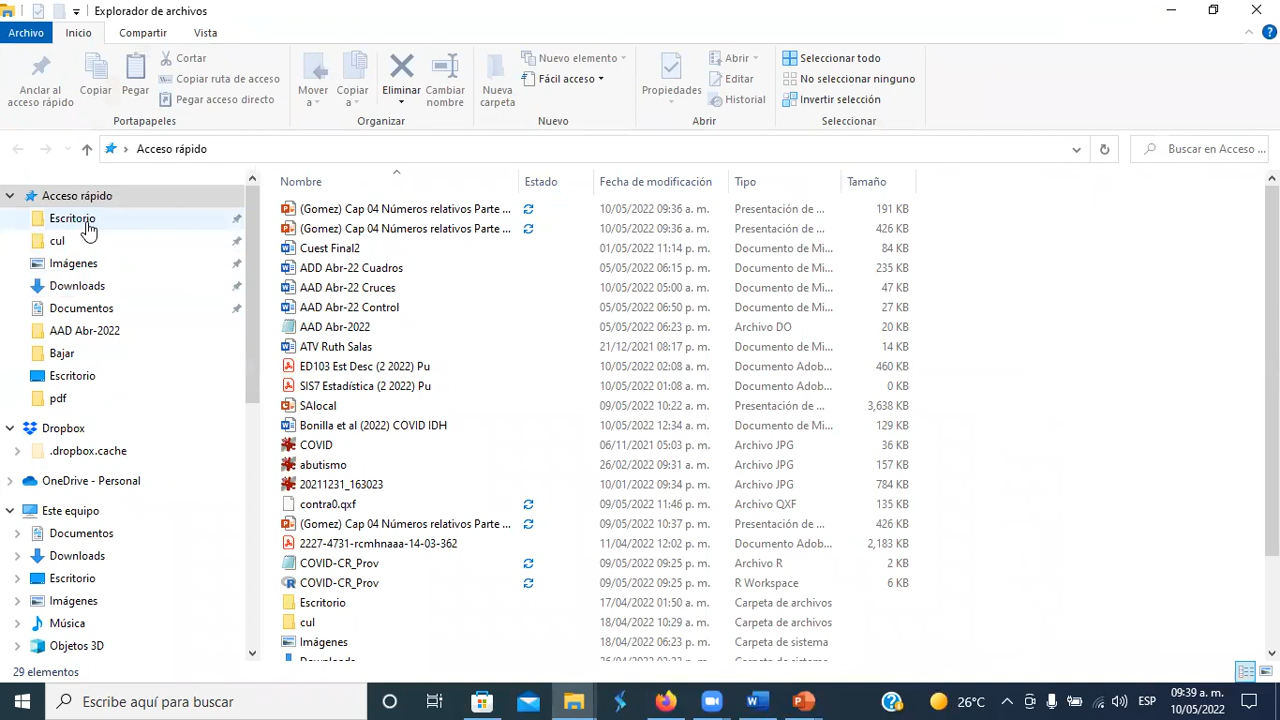 Explorador de archivos
Archivo Inicio Compartir Vista
Anclar al acceso rápido Copiar Pegar Cortar Copiar ruta de acceso Pegar acceso directo
Portapapeles
Mover a Copiar a Eliminar Cambiar nombre
Organizar
Nueva carpeta Nuevo elemento Fácil acceso
Nuevo
Propiedades Abrir Editar Historial
Abrir
Seleccionar todo No seleccionar ninguno Invertir selección
Seleccionar
Acceso rápido Buscar en Acceso ...
Acceso rápido
Escritorio
cul
Imágenes
Downloads
Documentos
AAD Abr-2022
Bajar
Escritorio
pdf
Dropbox
.dropbox.cache
OneDrive - Personal
Este equipo
Documentos
Downloads
Escritorio
Imágenes
Música
Objetos 3D
Nombre Estado Fecha de modificación Tipo Tamaño
(Gomez) Cap 04 Números relativos Parte ... 10/05/2022 09:36 a. m. Presentación de ... 191 KB
(Gomez) Cap 04 Números relativos Parte ... 10/05/2022 09:36 a. m. Presentación de ... 426 KB
Cuest Final2 01/05/2022 11:14 p. m. Documento de Mi... 84 KB
ADD Abr-22 Cuadros 05/05/2022 06:15 p. m. Documento de Mi... 235 KB
AAD Abr-22 Cruces 10/05/2022 05:00 a. m. Documento de Mi... 47 KB
AAD Abr-22 Control 05/05/2022 06:50 p. m. Documento de Mi... 27 KB
AAD Abr-2022 05/05/2022 06:23 p. m. Archivo DO 20 KB
ATV Ruth Salas 21/12/2021 08:17 p. m. Documento de Mi... 18 KB
ED103 Est Desc (2 2022) Pu 10/05/2022 02:08 a. m. Documento Adob... 460 KB
SIS7 Estadística (2 2022) Pu 10/05/2022 01:08 a. m. Documento Adob... 0 KB
SAlocal 09/05/2022 10:22 a. m. Presentación de ... 3,638 KB
Bonilla et al (2022) COVID IDH 10/05/2022 12:34 a. m. Documento de Mi... 129 KB
COVID 06/11/2021 05:03 p. m. Archivo JPG 36 KB
abutismo 26/02/2022 09:31 a. m. Archivo JPG 157 KB
20211231_163023 10/01/2022 09:34 p. m. Archivo JPG 784 KB
contra0.qxf 09/05/2022 11:46 p. m. Archivo QXF 135 KB
(Gomez) Cap 04 Números relativos Parte ... 09/05/2022 10:37 p. m. Presentación de ... 426 KB
2227-4731-rcmhnaaa-14-03-362 11/04/2022 12:02 p. m. Documento Adob... 2,183 KB
COVID-CR_Prov 09/05/2022 09:25 p. m. Archivo R 2 KB
COVID-CR_Prov 09/05/2022 09:25 p. m. R Workspace 6 KB
Escritorio 17/04/2022 01:50 a. m. Carpeta de archivos
cul 18/04/2022 10:29 a. m. Carpeta de archivos
Imágenes 18/04/2022 06:23 p. m. Carpeta de sistema
29 elementos
Escribe aquí para buscar
26°C ESP 09:39 a. m.
10/05/2022